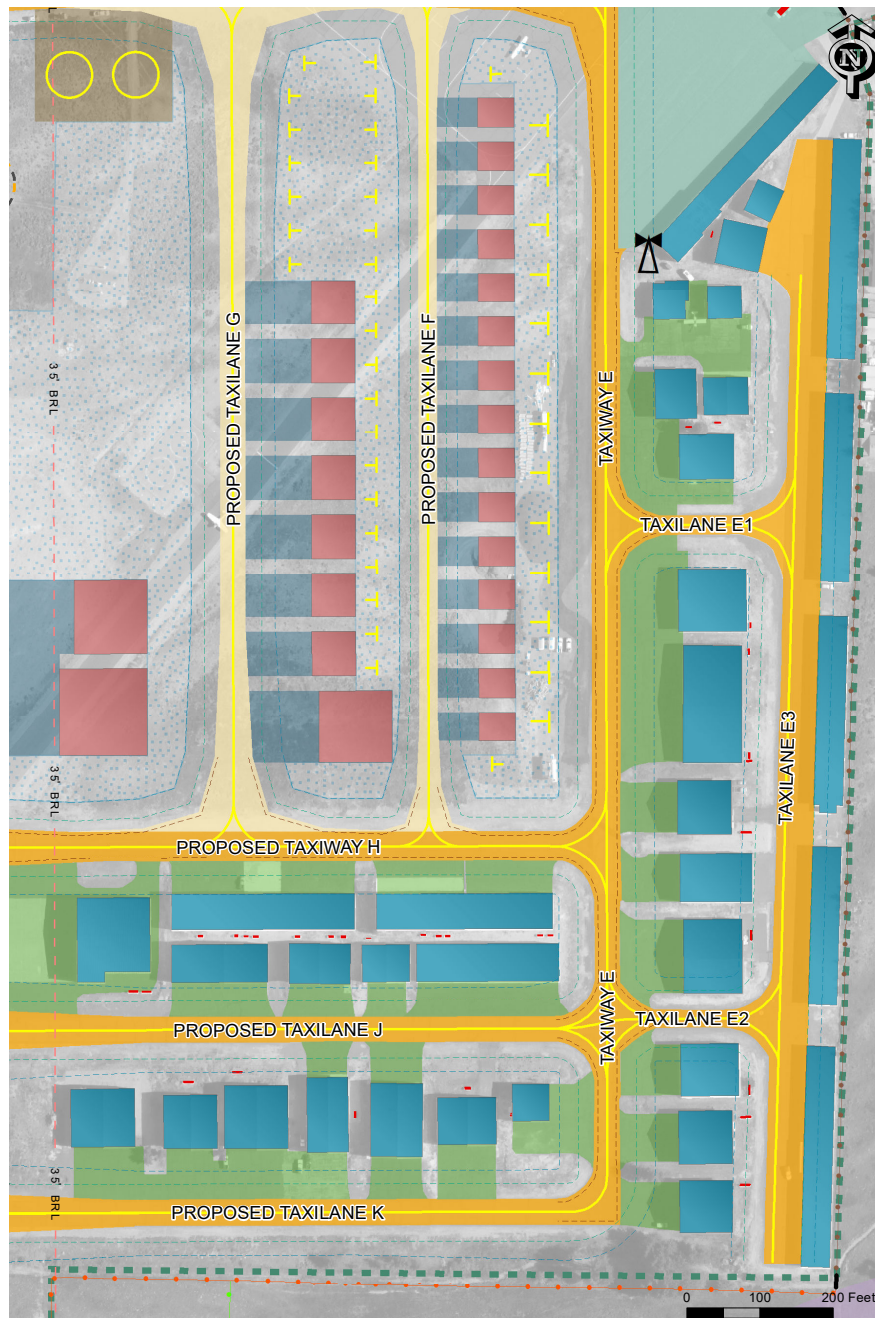 L
N
35' BRL
PROPOSED TAXILANE G
PROPOSED TAXILANE F
TAXIWAY E
TAXILANE E1
TAXILANE E3
35' BRL
PROPOSED TAXIWAY H
TAXIWAY E
TAXILANE E2
PROPOSED TAXILANE J
35' BRL
PROPOSED TAXILANE K
0 100 200 Feet